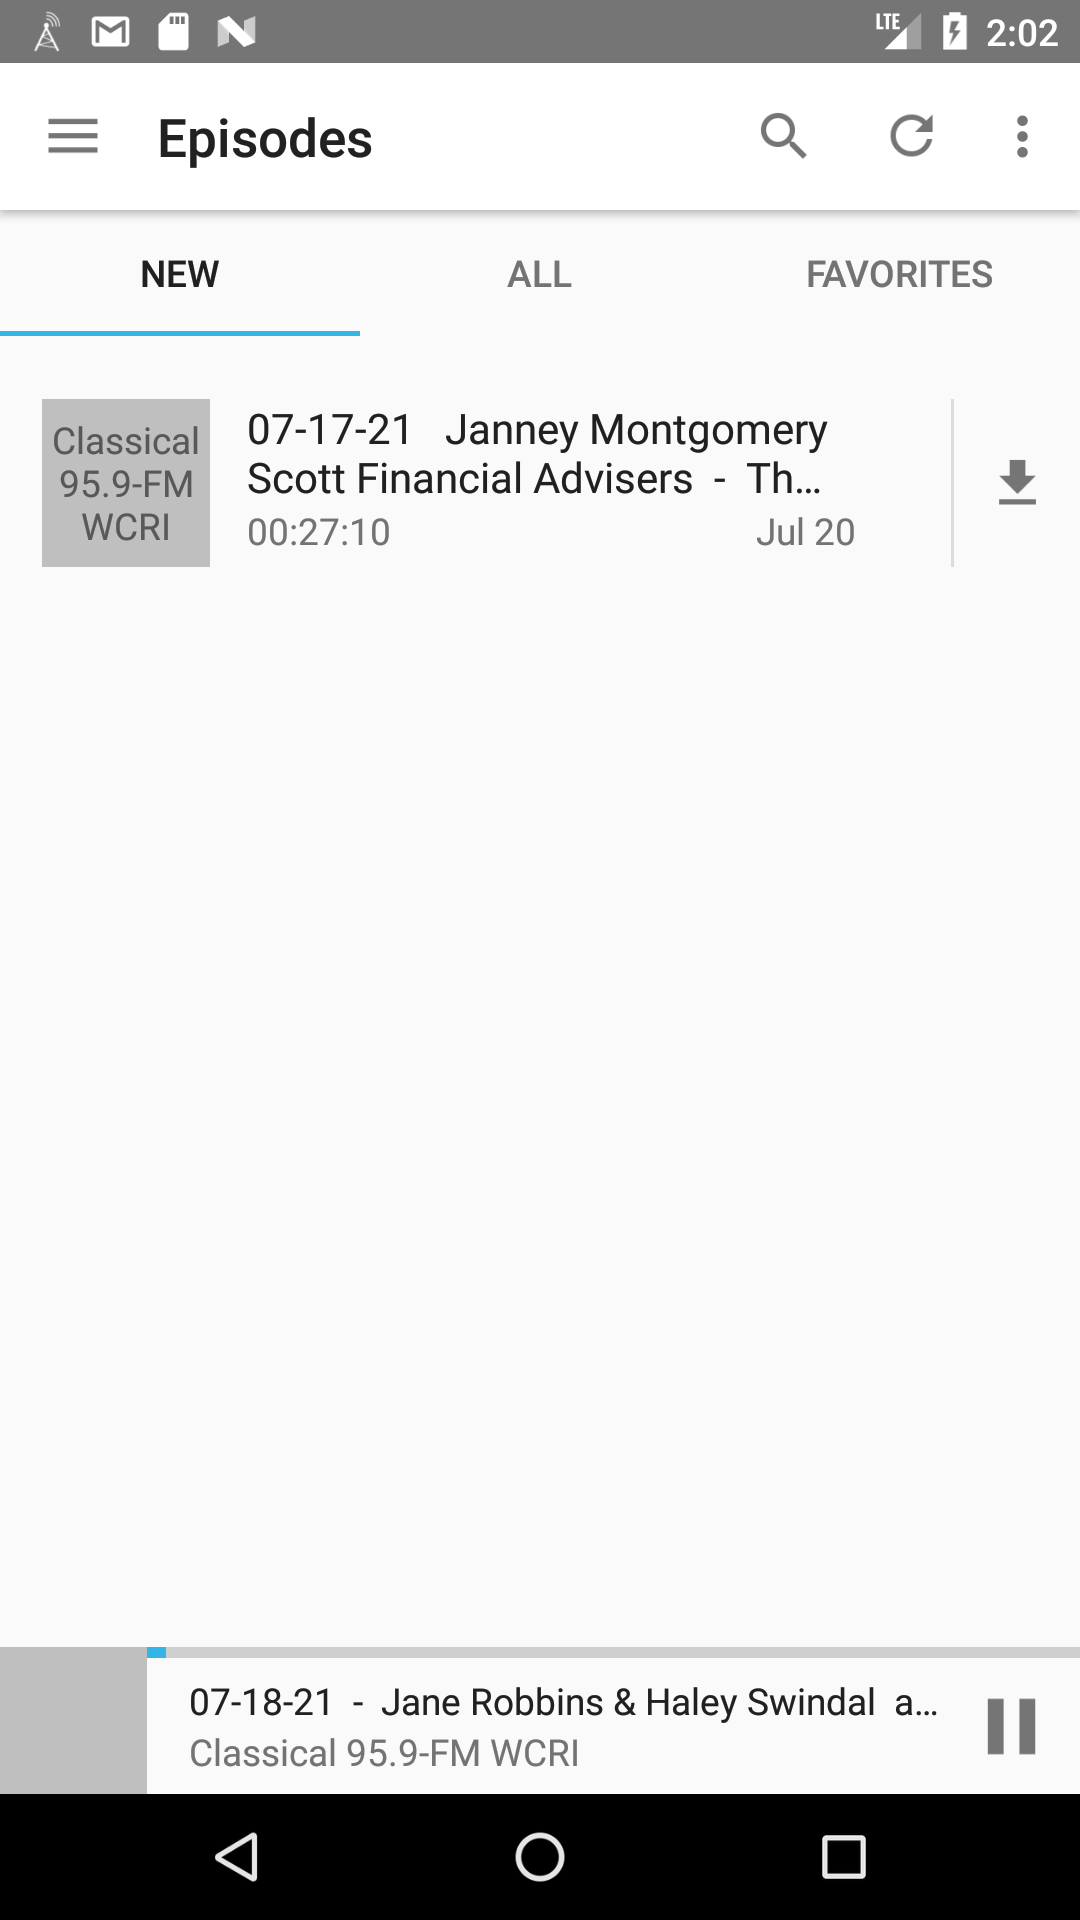 LTE 2:02
Episodes
NEW ALL FAVORITES
Classical
95.9-FM
WCRI
07-17-21 Janney Montgomery
Scott Financial Advisers - Th...
00:27:10 Jul 20
07-18-21 - Jane Robbins & Haley Swindal a...
Classical 95.9-FM WCRI